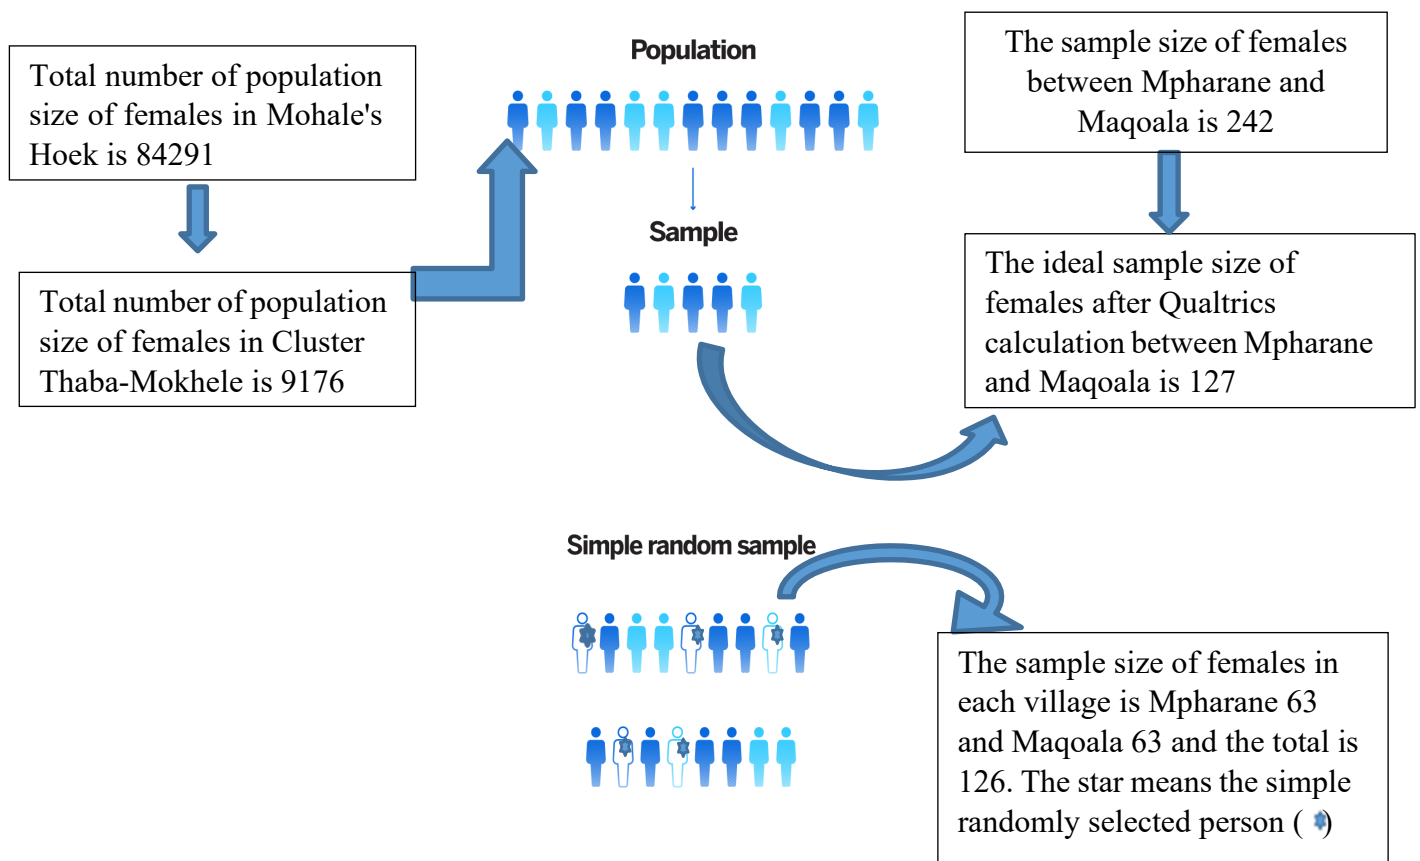 Total number of population
size of females in Mohale's
Hoek is 84291
Total number of population
size of females in Cluster
Thaba-Mokhele is 9176
Population
Sample
The sample size of females
between Mpharane and
Maqoala is 242
The ideal sample size of
females after Qualtrics
calculation between Mpharane
and Maqoala is 127
Simple random sample
The sample size of females in
each village is Mpharane 63
and Maqoala 63 and the total is
126. The star means the simple
randomly selected person ( )